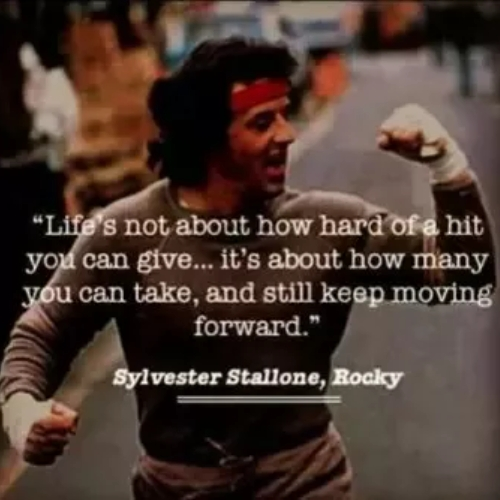 “Life's not about how hard of a hit
you can give... it's about how many
you can take, and still keep moving
forward.”
Sylvester Stallone, Rocky